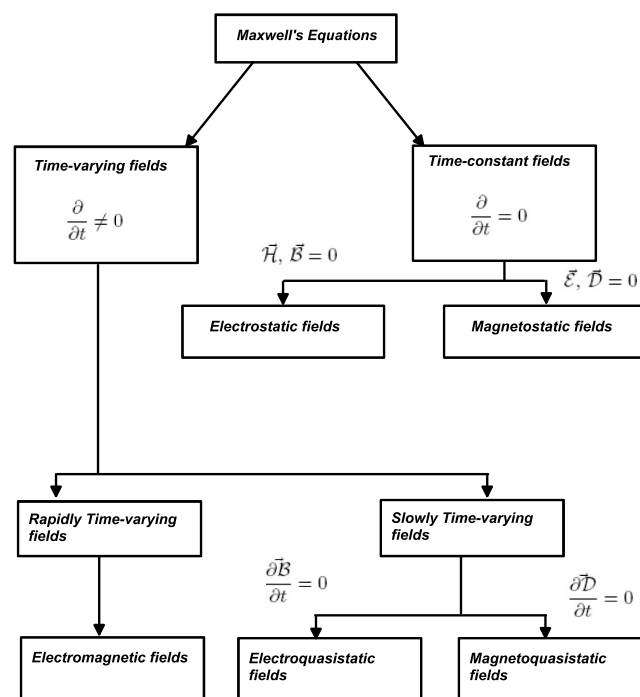 Maxwell's Equations
Time-varying fields
∂/∂t ≠ 0
Time-constant fields
∂/∂t = 0
ℋ⃗, ℬ⃗ = 0
ℰ⃗, 𝒟⃗ = 0
Electrostatic fields
Magnetostatic fields
Rapidly Time-varying
fields
Slowly Time-varying
fields
∂ℬ⃗/∂t = 0
∂𝒟⃗/∂t = 0
Electromagnetic fields
Electroquasistatic
fields
Magnetoquasistatic
fields